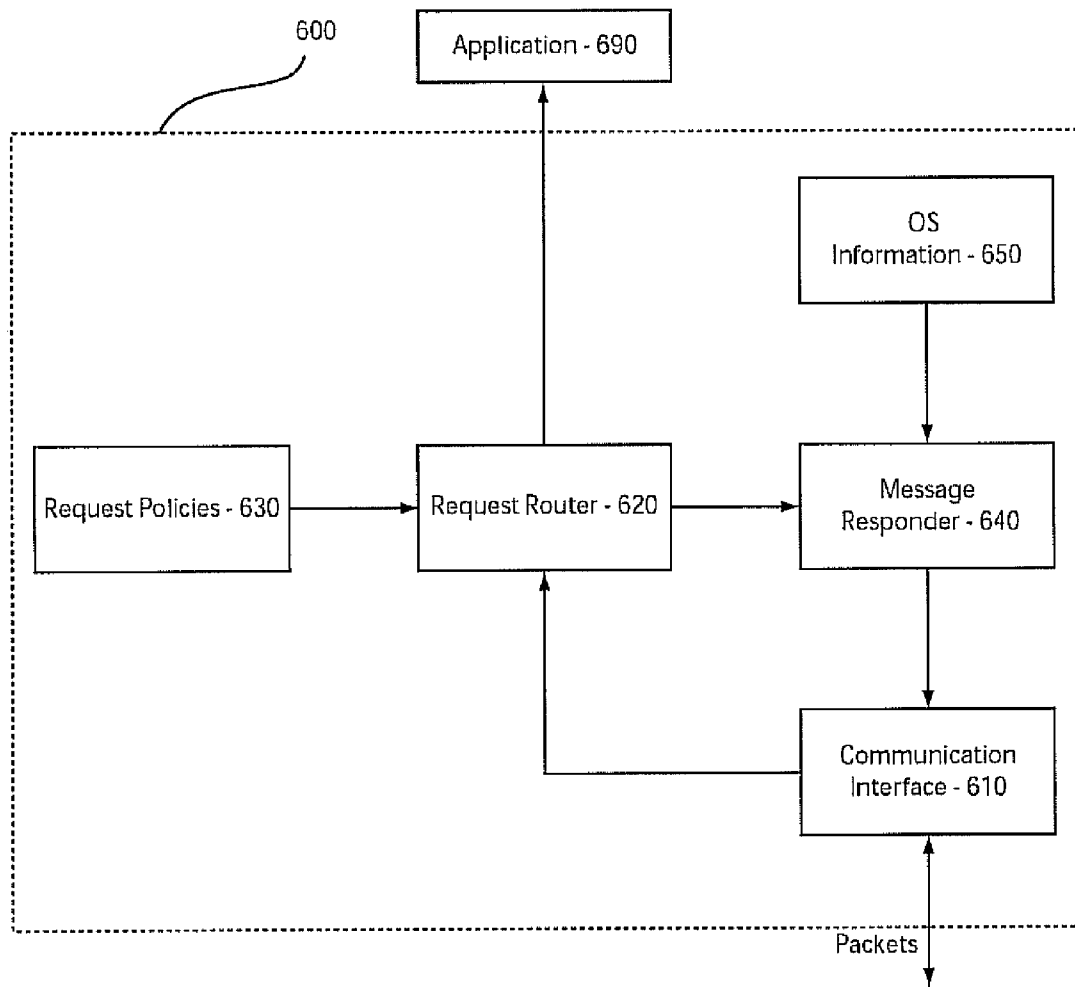 600
Application - 690
OS
Information - 650
Request Policies - 630
Request Router - 620
Message
Responder - 640
Communication
Interface - 610
Packets